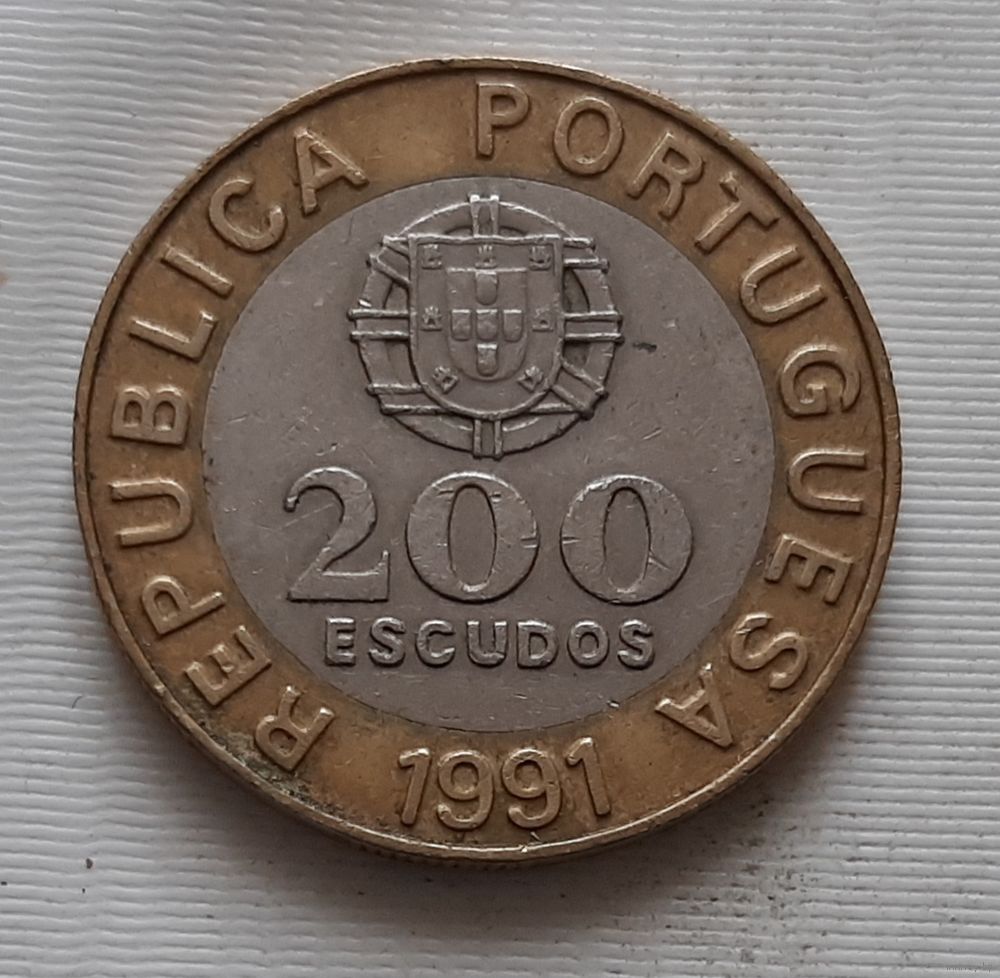 REPUBLICA PORTUGUESA
200
ESCUDOS
1991